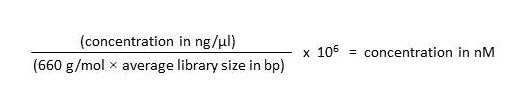 (concentration in ng/µl)
(660 g/mol × average library size in bp)
x 10⁶ = concentration in nM